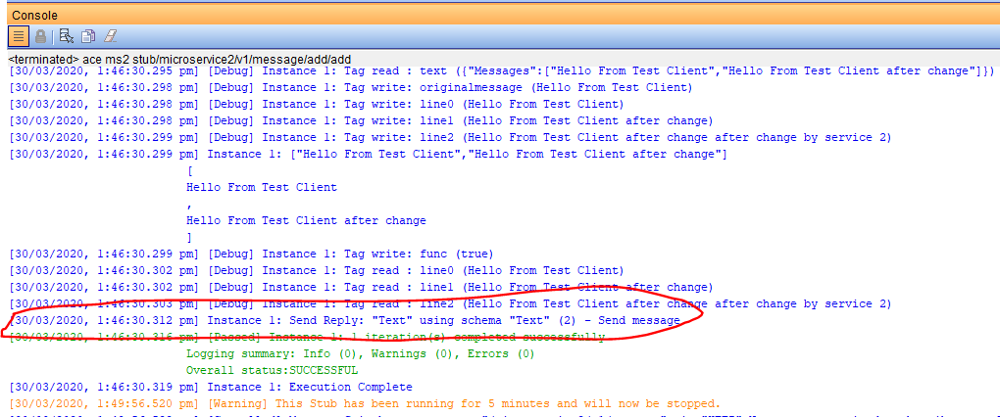 Console
<terminated> ace ms2 stub/microservice2/v1/message/add/add
[30/03/2020, 1:46:30.295 pm] [Debug] Instance 1: Tag read : text ({"Messages":["Hello From Test Client","Hello From Test Client after change"]})
[30/03/2020, 1:46:30.298 pm] [Debug] Instance 1: Tag write: originalmessage (Hello From Test Client)
[30/03/2020, 1:46:30.298 pm] [Debug] Instance 1: Tag write: line0 (Hello From Test Client)
[30/03/2020, 1:46:30.298 pm] [Debug] Instance 1: Tag write: line1 (Hello From Test Client after change)
[30/03/2020, 1:46:30.299 pm] [Debug] Instance 1: Tag write: line2 (Hello From Test Client after change after change by service 2)
[30/03/2020, 1:46:30.299 pm] Instance 1: ["Hello From Test Client","Hello From Test Client after change"]
[
Hello From Test Client
,
Hello From Test Client after change
]
[30/03/2020, 1:46:30.299 pm] [Debug] Instance 1: Tag write: func (true)
[30/03/2020, 1:46:30.302 pm] [Debug] Instance 1: Tag read : line0 (Hello From Test Client)
[30/03/2020, 1:46:30.302 pm] [Debug] Instance 1: Tag read : line1 (Hello From Test Client after change)
[30/03/2020, 1:46:30.303 pm] [Debug] Instance 1: Tag read : line2 (Hello From Test Client after change after change by service 2)
[30/03/2020, 1:46:30.312 pm] Instance 1: Send Reply: "Text" using schema "Text" (2) - Send message
[30/03/2020, 1:46:30.316 pm] [Passed] Instance 1: 1 iteration(s) completed successfully
Logging summary: Info (0), Warnings (0), Errors (0)
Overall status:SUCCESSFUL
[30/03/2020, 1:46:30.319 pm] Instance 1: Execution Complete
[30/03/2020, 1:49:56.520 pm] [Warning] This Stub has been running for 5 minutes and will now be stopped.